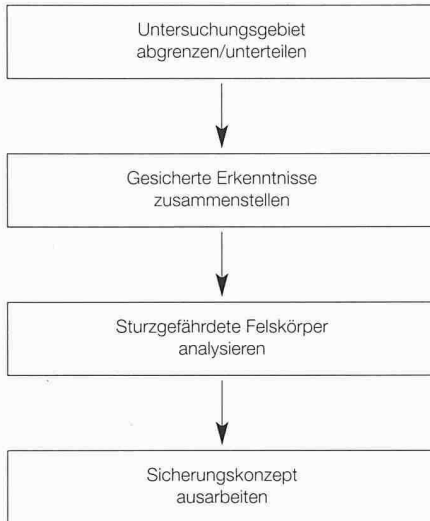 Untersuchungsgebiet
abgrenzen/unterteilen
Gesicherte Erkenntnisse
zusammenstellen
Sturzgefährdete Felskörper
analysieren
Sicherungskonzept
ausarbeiten